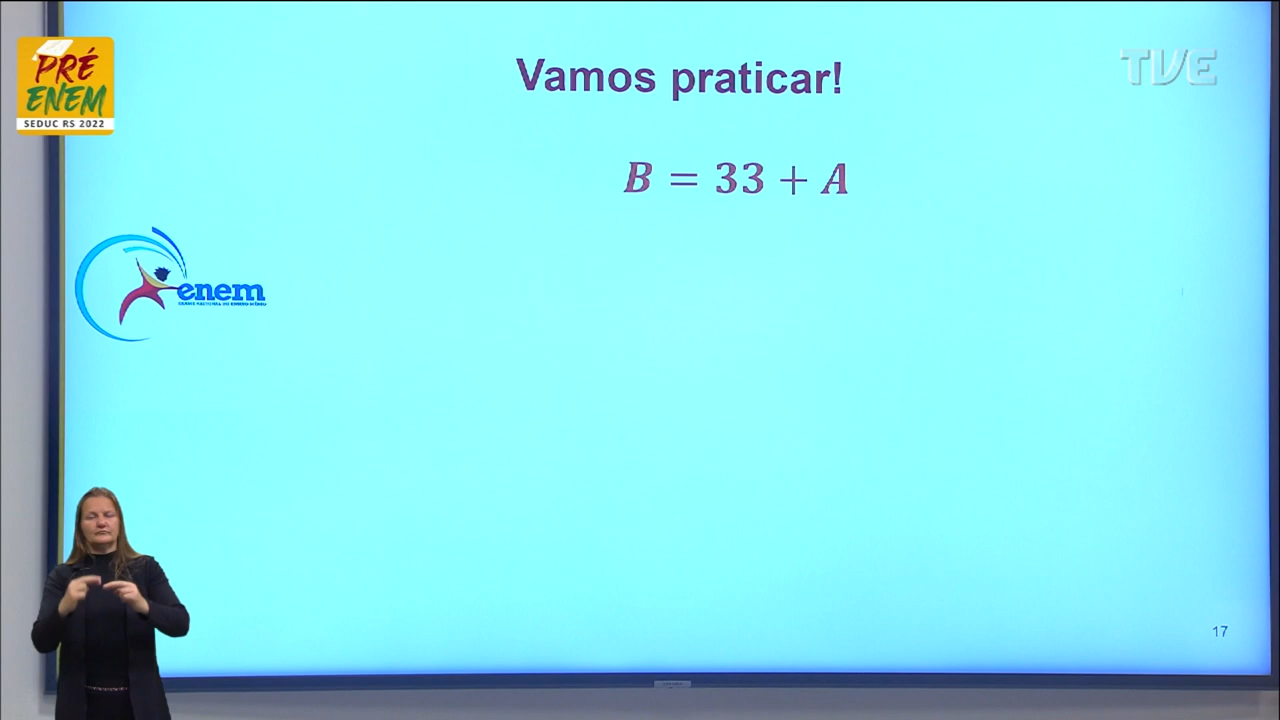 PRÉ
ENEM
SEDUC RS 2022
Vamos praticar!
TVE
B = 33 + A
enem
17